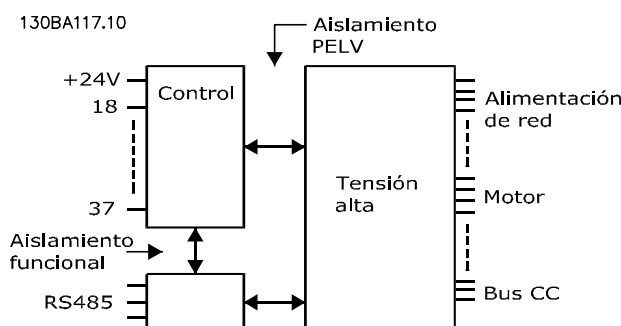 130BA117.10
Aislamiento
PELV
+24V
18
37
Control
Tensión
alta
Alimentación
de red
Motor
Bus CC
Aislamiento
funcional
RS485